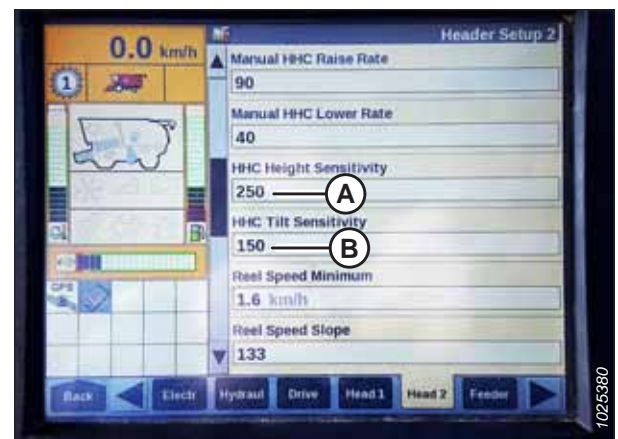 0.0 km/h
Header Setup 2
1
Manual HHC Raise Rate
90
Manual HHC Lower Rate
40
HHC Height Sensitivity
250
A
HHC Tilt Sensitivity
150
B
Reel Speed Minimum
1.6 km/h
GPS
Reel Speed Slope
133
Back
Electr
Hydraul
Drive
Head 1
Head 2
Feeder
1025380